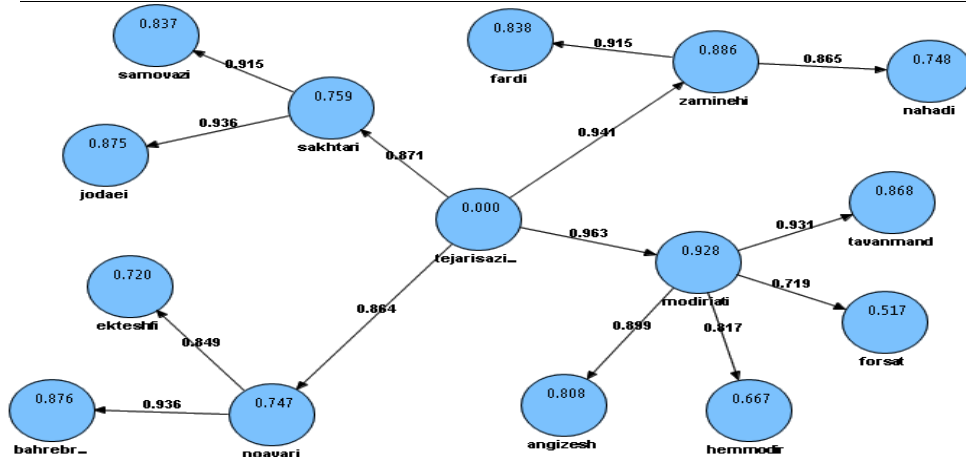 0.837
samovazi
0.915
0.759
sakhtari
0.936
0.875
jodaei
0.871
0.838
fardi
0.915
0.886
zaminehi
0.865
0.748
nahadi
0.941
0.000
tejarisazi...
0.963
0.928
modiriati
0.931
0.868
tavanmand
0.719
0.517
forsat
0.899
0.808
angizesh
0.817
0.667
hemmodir
0.864
0.747
noavari
0.849
0.720
ekteshfi
0.936
0.876
bahrebr...